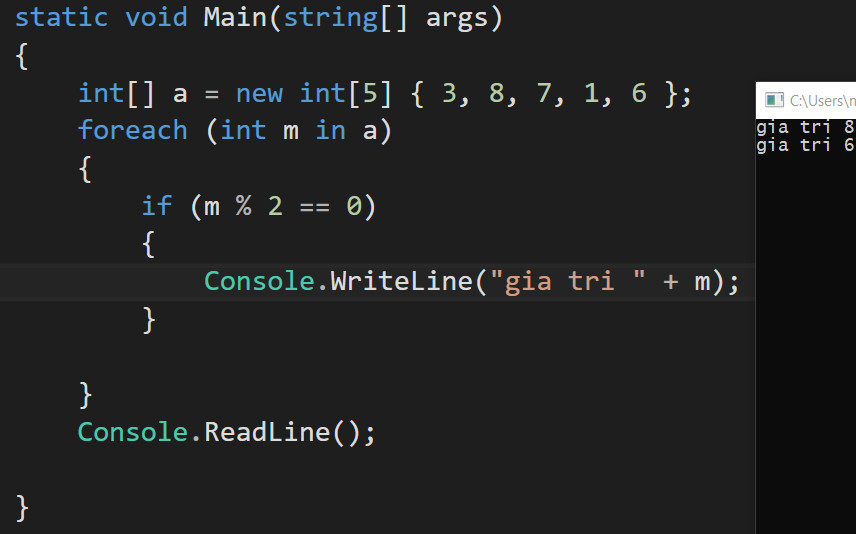 static void Main(string[] args)
{
    int[] a = new int[5] { 3, 8, 7, 1, 6 };
    foreach (int m in a)
    {
        if (m % 2 == 0)
        {
            Console.WriteLine("gia tri " + m);
        }

    }
    Console.ReadLine();

}
C:\Users\
gia tri 8
gia tri 6